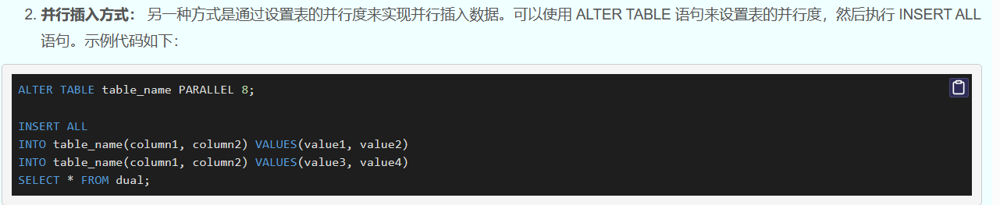 2. 并行插入方式： 另一种方式是通过设置表的并行度来实现并行插入数据。可以使用 ALTER TABLE 语句来设置表的并行度，然后执行 INSERT ALL
语句。示例代码如下：
ALTER TABLE table_name PARALLEL 8;
INSERT ALL
INTO table_name(column1, column2) VALUES(value1, value2)
INTO table_name(column1, column2) VALUES(value3, value4)
SELECT * FROM dual;